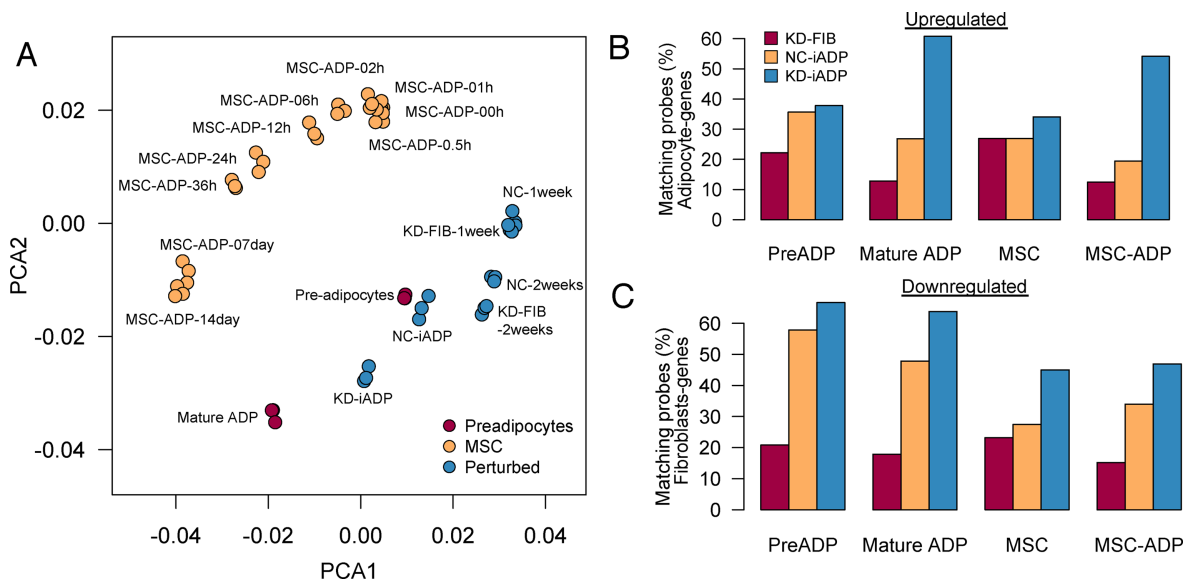 A
MSC-ADP-02h
MSC-ADP-01h
MSC-ADP-06h
MSC-ADP-00h
MSC-ADP-12h
MSC-ADP-0.5h
MSC-ADP-24h
MSC-ADP-36h
NC-1week
KD-FIB-1week
MSC-ADP-07day
NC-2weeks
Pre-adipocytes
KD-FIB
-2weeks
MSC-ADP-14day
NC-iADP
KD-iADP
Mature ADP
Preadipocytes
MSC
Perturbed
0.02
0.00
-0.02
-0.04
PCA2
-0.04
-0.02
0.00
0.02
0.04
PCA1
B
Upregulated
KD-FIB
NC-iADP
KD-iADP
Matching probes (%)
Adipocyte-genes
60
50
40
30
20
10
0
PreADP
Mature ADP
MSC
MSC-ADP
C
Downregulated
Matching probes (%)
Fibroblasts-genes
60
50
40
30
20
10
0
PreADP
Mature ADP
MSC
MSC-ADP